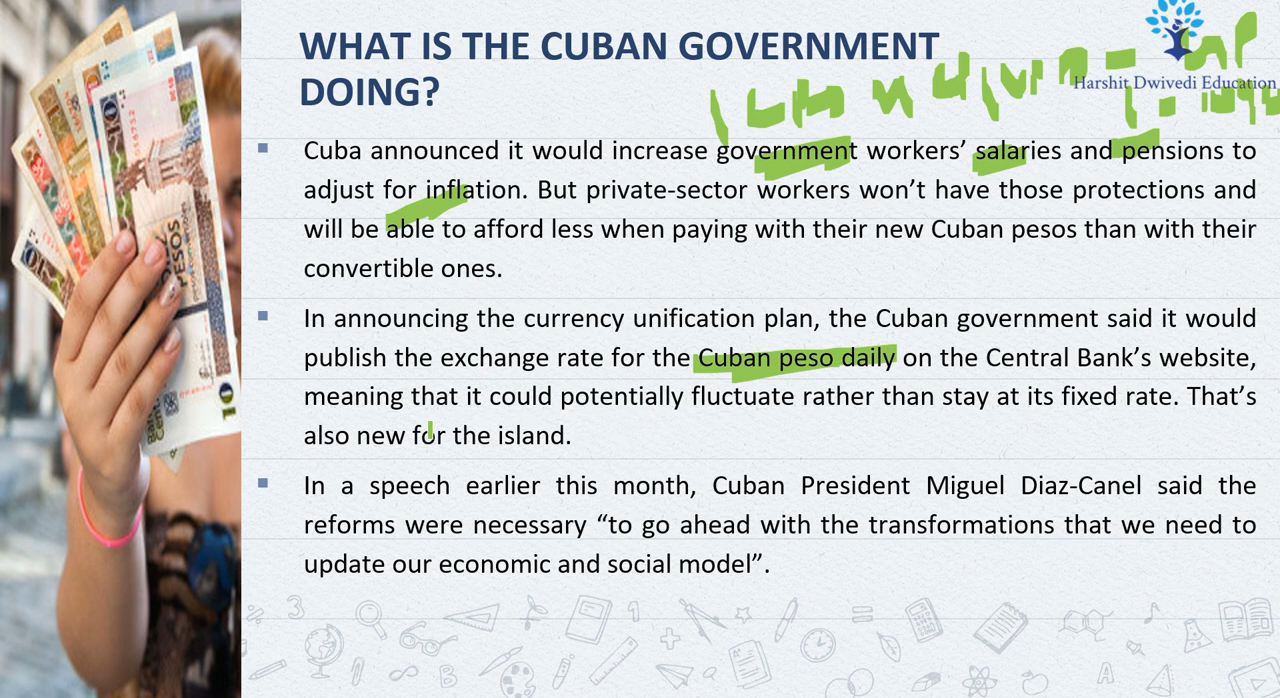 WHAT IS THE CUBAN GOVERNMENT
DOING?
Harshit Dwivedi Education
Cuba announced it would increase government workers’ salaries and pensions to
adjust for inflation. But private-sector workers won’t have those protections and
will be able to afford less when paying with their new Cuban pesos than with their
convertible ones.
In announcing the currency unification plan, the Cuban government said it would
publish the exchange rate for the Cuban peso daily on the Central Bank’s website,
meaning that it could potentially fluctuate rather than stay at its fixed rate. That’s
also new for the island.
In a speech earlier this month, Cuban President Miguel Diaz-Canel said the
reforms were necessary “to go ahead with the transformations that we need to
update our economic and social model”.
PESOS
10